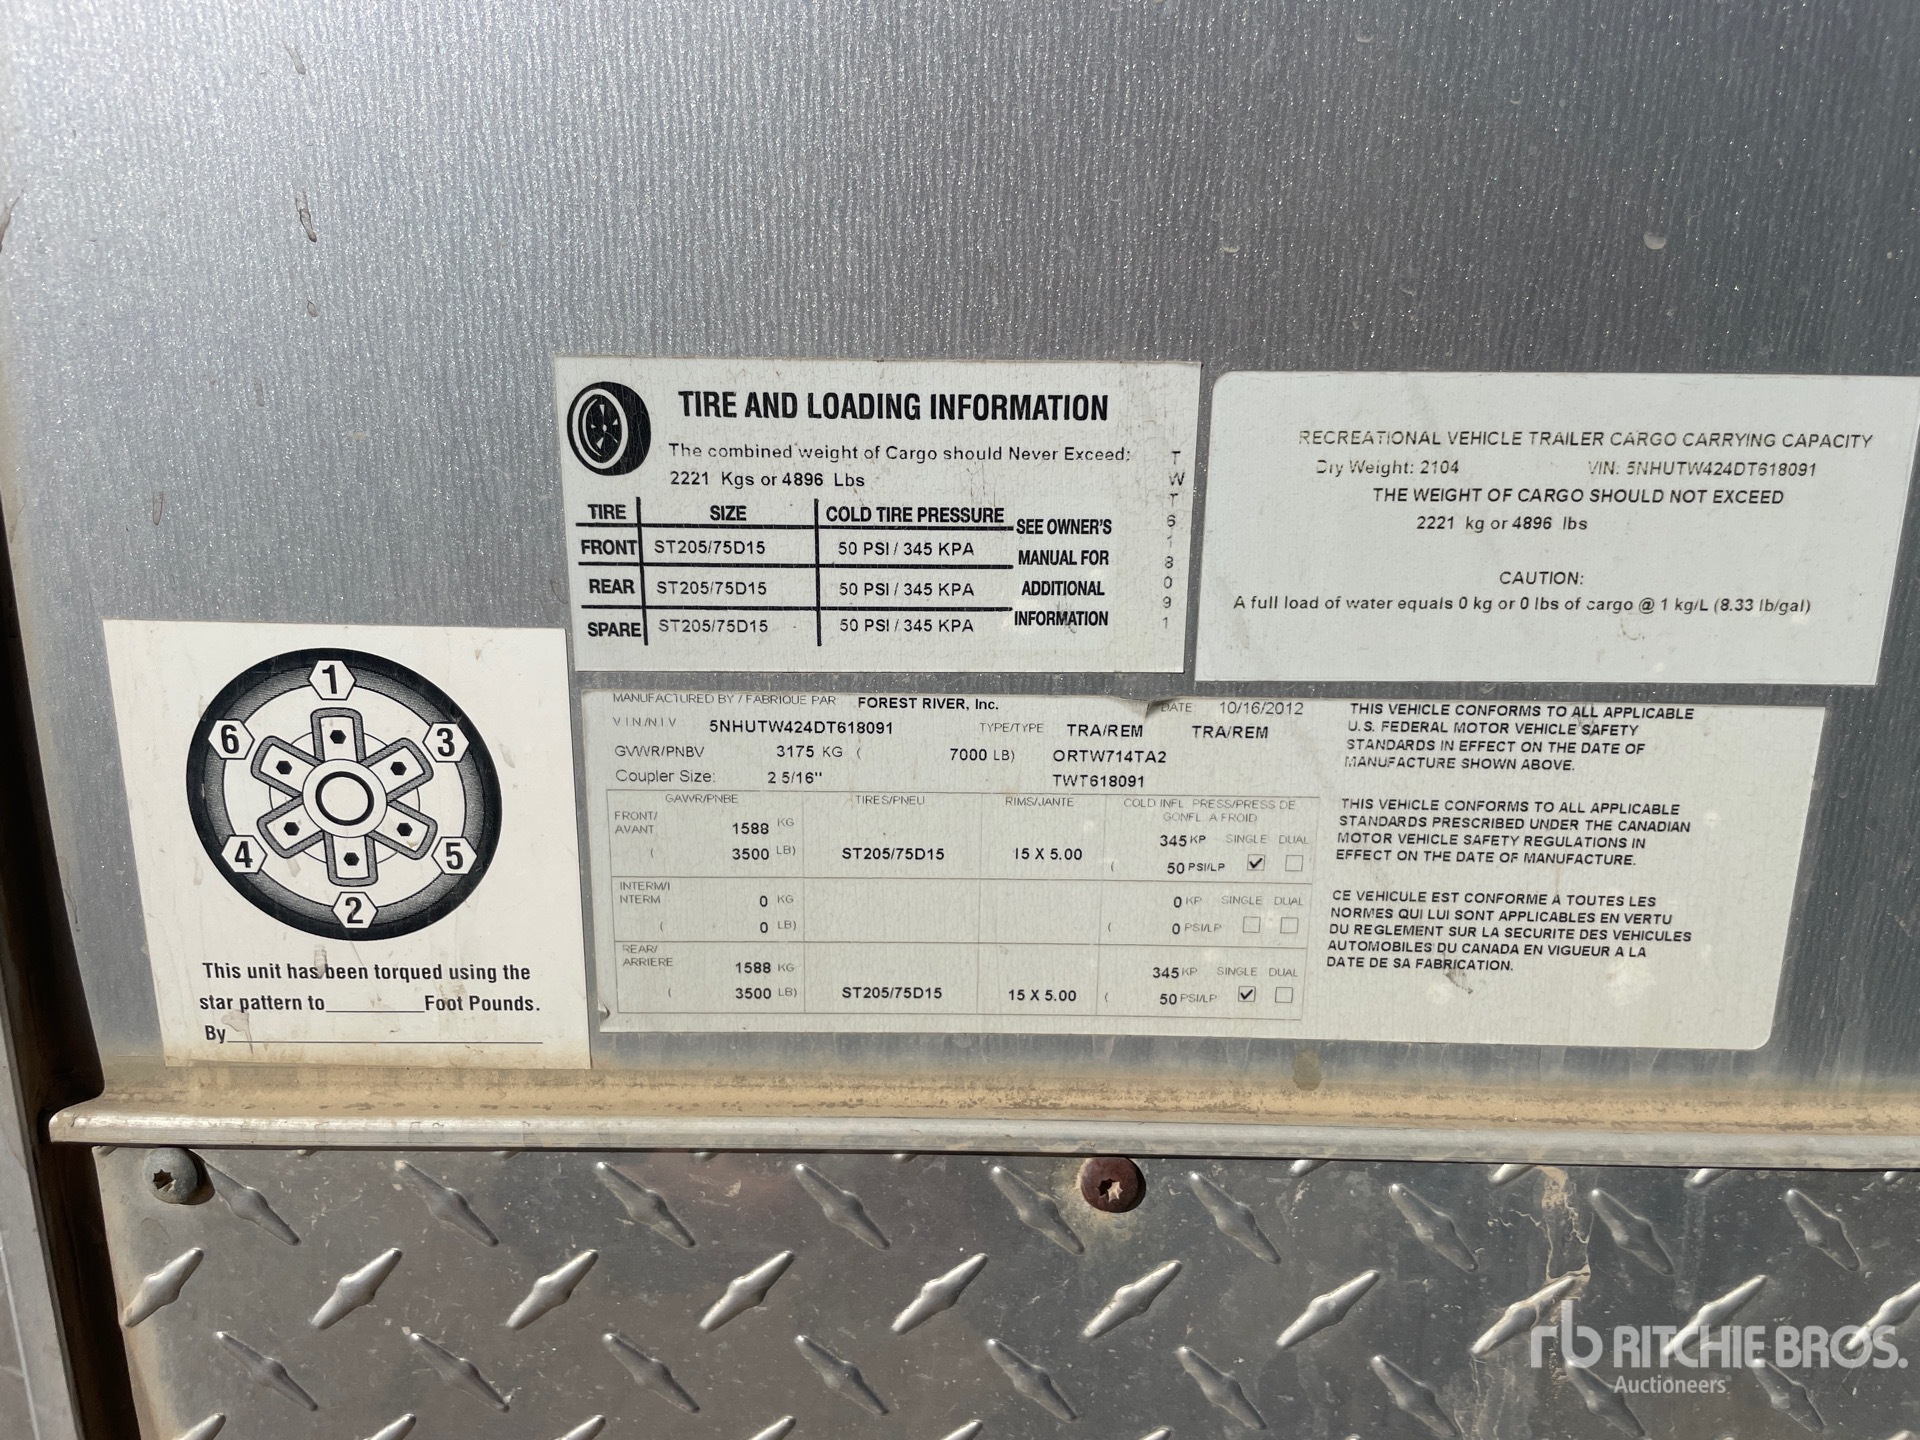 TIRE AND LOADING INFORMATION
The combined weight of Cargo should Never Exceed:
2221 Kgs or 4896 Lbs
TIRE SIZE COLD TIRE PRESSURE
FRONT ST205/75D15 50 PSI / 345 KPA
REAR ST205/75D15 50 PSI / 345 KPA
SPARE ST205/75D15 50 PSI / 345 KPA
SEE OWNER'S
MANUAL FOR
ADDITIONAL
INFORMATION
TWT618091
RECREATIONAL VEHICLE TRAILER CARGO CARRYING CAPACITY
Dry Weight: 2104 VIN: 5NHUTW424DT618091
THE WEIGHT OF CARGO SHOULD NOT EXCEED
2221 kg or 4896 lbs
CAUTION:
A full load of water equals 0 kg or 0 lbs of cargo @ 1 kg/L (8.33 lb/gal)
1
6 3
4 5
2
This unit has been torqued using the
star pattern to__________Foot Pounds.
By______________________________
MANUFACTURED BY / FABRIQUE PAR FOREST RIVER, Inc. DATE 10/16/2012
V I N/N I V 5NHUTW424DT618091 TYPE/TYPE TRA/REM TRA/REM
GVWR/PNBV 3175 KG ( 7000 LB) ORTW714TA2
Coupler Size: 2 5/16" TWT618091
GAWR/PNBE TIRES/PNEU RIMS/JANTE COLD INFL PRESS/PRESS DE
GONFL A FROID
FRONT/
AVANT 1588 KG 345 KP SINGLE DUAL
( 3500 LB) ST205/75D15 15 X 5.00 ( 50 PSI/LP
INTERM/I
NTERM 0 KG 0 KP SINGLE DUAL
( 0 LB) ( 0 PSI/LP
REAR/
ARRIERE 1588 KG 345 KP SINGLE DUAL
( 3500 LB) ST205/75D15 15 X 5.00 ( 50 PSI/LP
THIS VEHICLE CONFORMS TO ALL APPLICABLE
U.S. FEDERAL MOTOR VEHICLE SAFETY
STANDARDS IN EFFECT ON THE DATE OF
MANUFACTURE SHOWN ABOVE.
THIS VEHICLE CONFORMS TO ALL APPLICABLE
STANDARDS PRESCRIBED UNDER THE CANADIAN
MOTOR VEHICLE SAFETY REGULATIONS IN
EFFECT ON THE DATE OF MANUFACTURE.
CE VEHICULE EST CONFORME A TOUTES LES
NORMES QUI LUI SONT APPLICABLES EN VERTU
DU REGLEMENT SUR LA SECURITE DES VEHICULES
AUTOMOBILES DU CANADA EN VIGUEUR A LA
DATE DE SA FABRICATION.
rb RITCHIE BROS.
Auctioneers